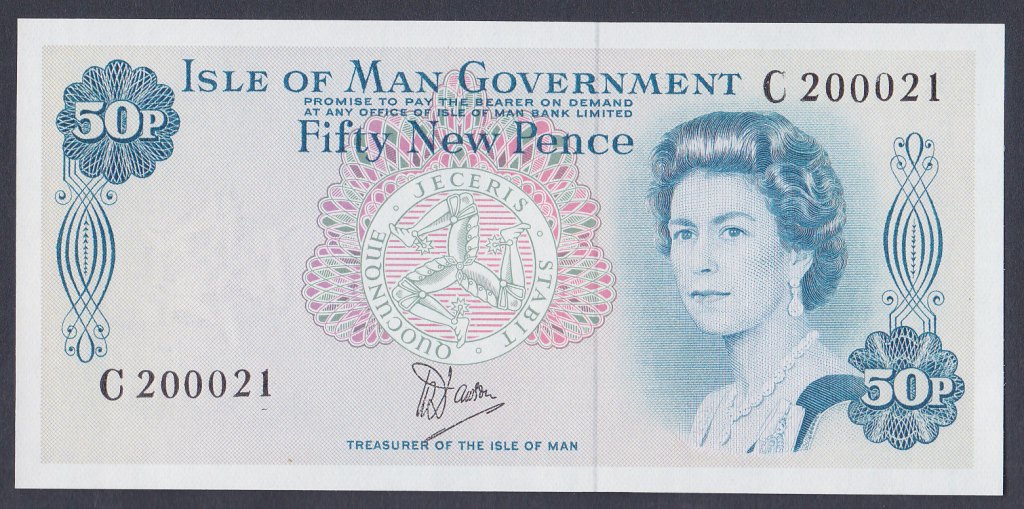 ISLE OF MAN GOVERNMENT
C 200021
50P
PROMISE TO PAY THE BEARER ON DEMAND
AT ANY OFFICE OF ISLE OF MAN BANK LIMITED
Fifty New Pence
QUOCUNQUE · JECERIS · STABIT ·
C 200021
50P
TREASURER OF THE ISLE OF MAN